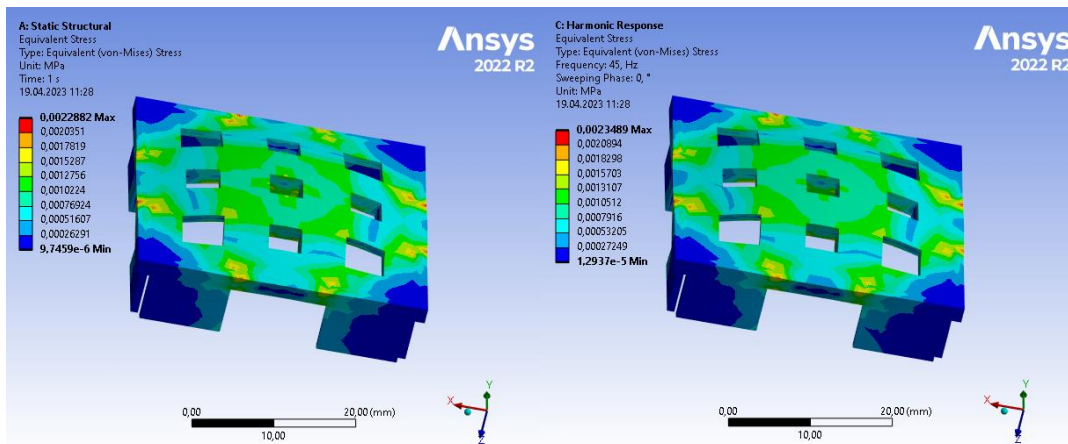 A: Static Structural
Equivalent Stress
Type: Equivalent (von-Mises) Stress
Unit: MPa
Time: 1 s
19.04.2023 11:28
0,0022882 Max
0,0020351
0,0017819
0,0015287
0,0012756
0,0010224
0,00076924
0,00051607
0,00026291
9,7459e-6 Min
Ansys
2022 R2
0,00
20,00 (mm)
10,00
Y
X
Z
C: Harmonic Response
Equivalent Stress
Type: Equivalent (von-Mises) Stress
Frequency: 45, Hz
Sweeping Phase: 0, °
Unit: MPa
19.04.2023 11:28
0,0023489 Max
0,0020894
0,0018298
0,0015703
0,0013107
0,0010512
0,0007916
0,00053205
0,00027249
1,2937e-5 Min
Ansys
2022 R2
0,00
20,00 (mm)
10,00
Y
X
Z